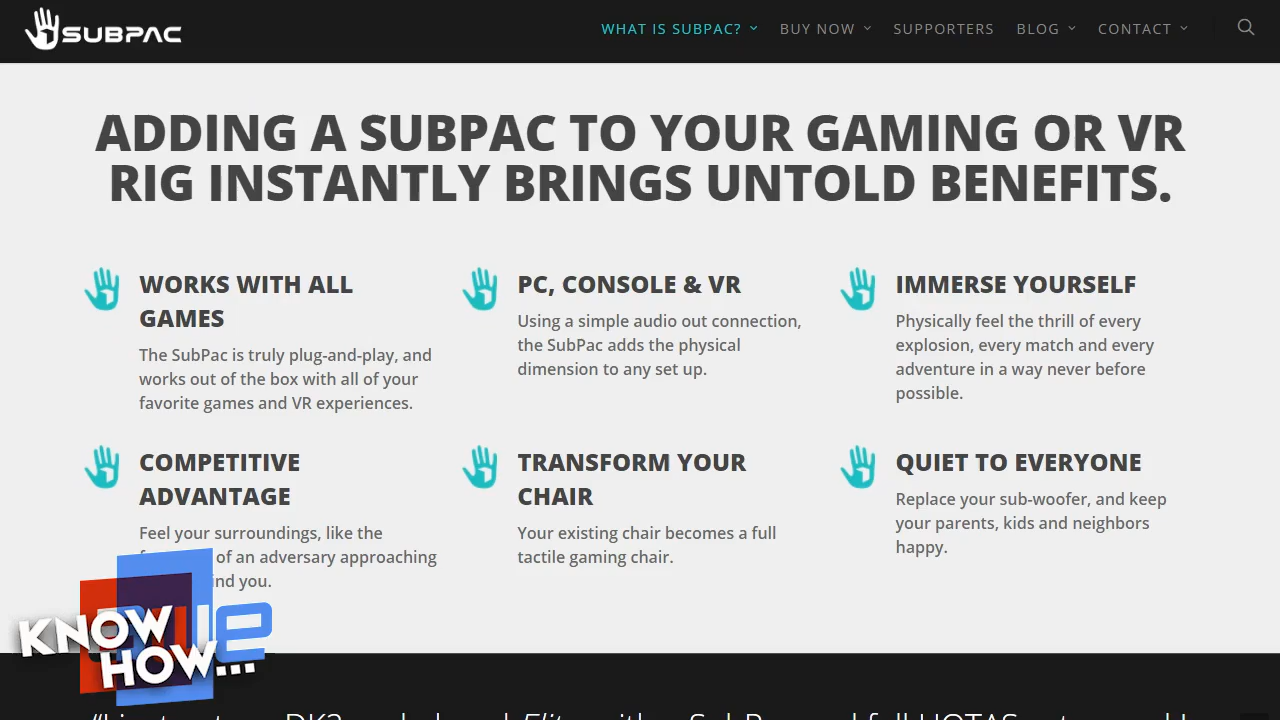 SUBPAC
WHAT IS SUBPAC? BUY NOW SUPPORTERS BLOG CONTACT
ADDING A SUBPAC TO YOUR GAMING OR VR
RIG INSTANTLY BRINGS UNTOLD BENEFITS.
WORKS WITH ALL
GAMES
The SubPac is truly plug-and-play, and
works out of the box with all of your
favorite games and VR experiences.
PC, CONSOLE & VR
Using a simple audio out connection,
the SubPac adds the physical
dimension to any set up.
IMMERSE YOURSELF
Physically feel the thrill of every
explosion, every match and every
adventure in a way never before
possible.
COMPETITIVE
ADVANTAGE
Feel your surroundings, like the
of an adversary approaching
you.
TRANSFORM YOUR
CHAIR
Your existing chair becomes a full
tactile gaming chair.
QUIET TO EVERYONE
Replace your sub-woofer, and keep
your parents, kids and neighbors
happy.
KNOW
HOW...